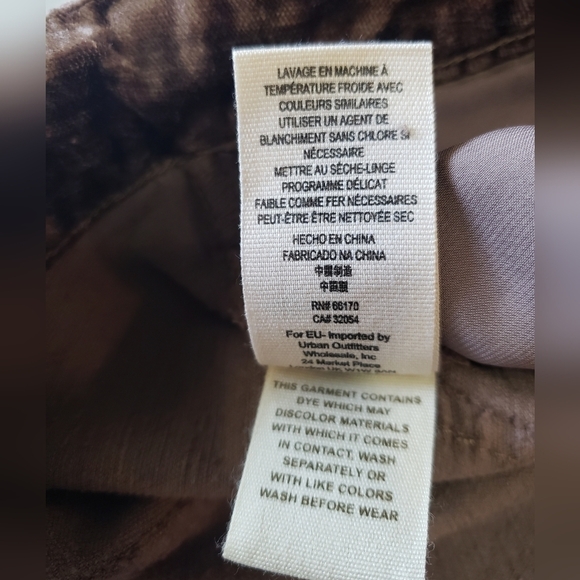 LAVAGE EN MACHINE À
TEMPÉRATURE FROIDE AVEC
COULEURS SIMILAIRES
UTILISER UN AGENT DE
BLANCHIMENT SANS CHLORE SI
NÉCESSAIRE
METTRE AU SÉCHE-LINGE
PROGRAMME DÉLICAT
FAIBLE COMME FER NÉCESSAIRES
PEUT-ÊTRE ÊTRE NETTOYÉE SEC
HECHO EN CHINA
FABRICADO NA CHINA
中國制造
中国製
RN# 66170
CA# 32054
For EU- Imported by
Urban Outfitters
Wholesale, Inc
24 Market Place
London UK
THIS GARMENT CONTAINS
DYE WHICH MAY
DISCOLOR MATERIALS
WITH WHICH IT COMES
IN CONTACT, WASH
SEPARATELY OR
WITH LIKE COLORS
WASH BEFORE WEAR